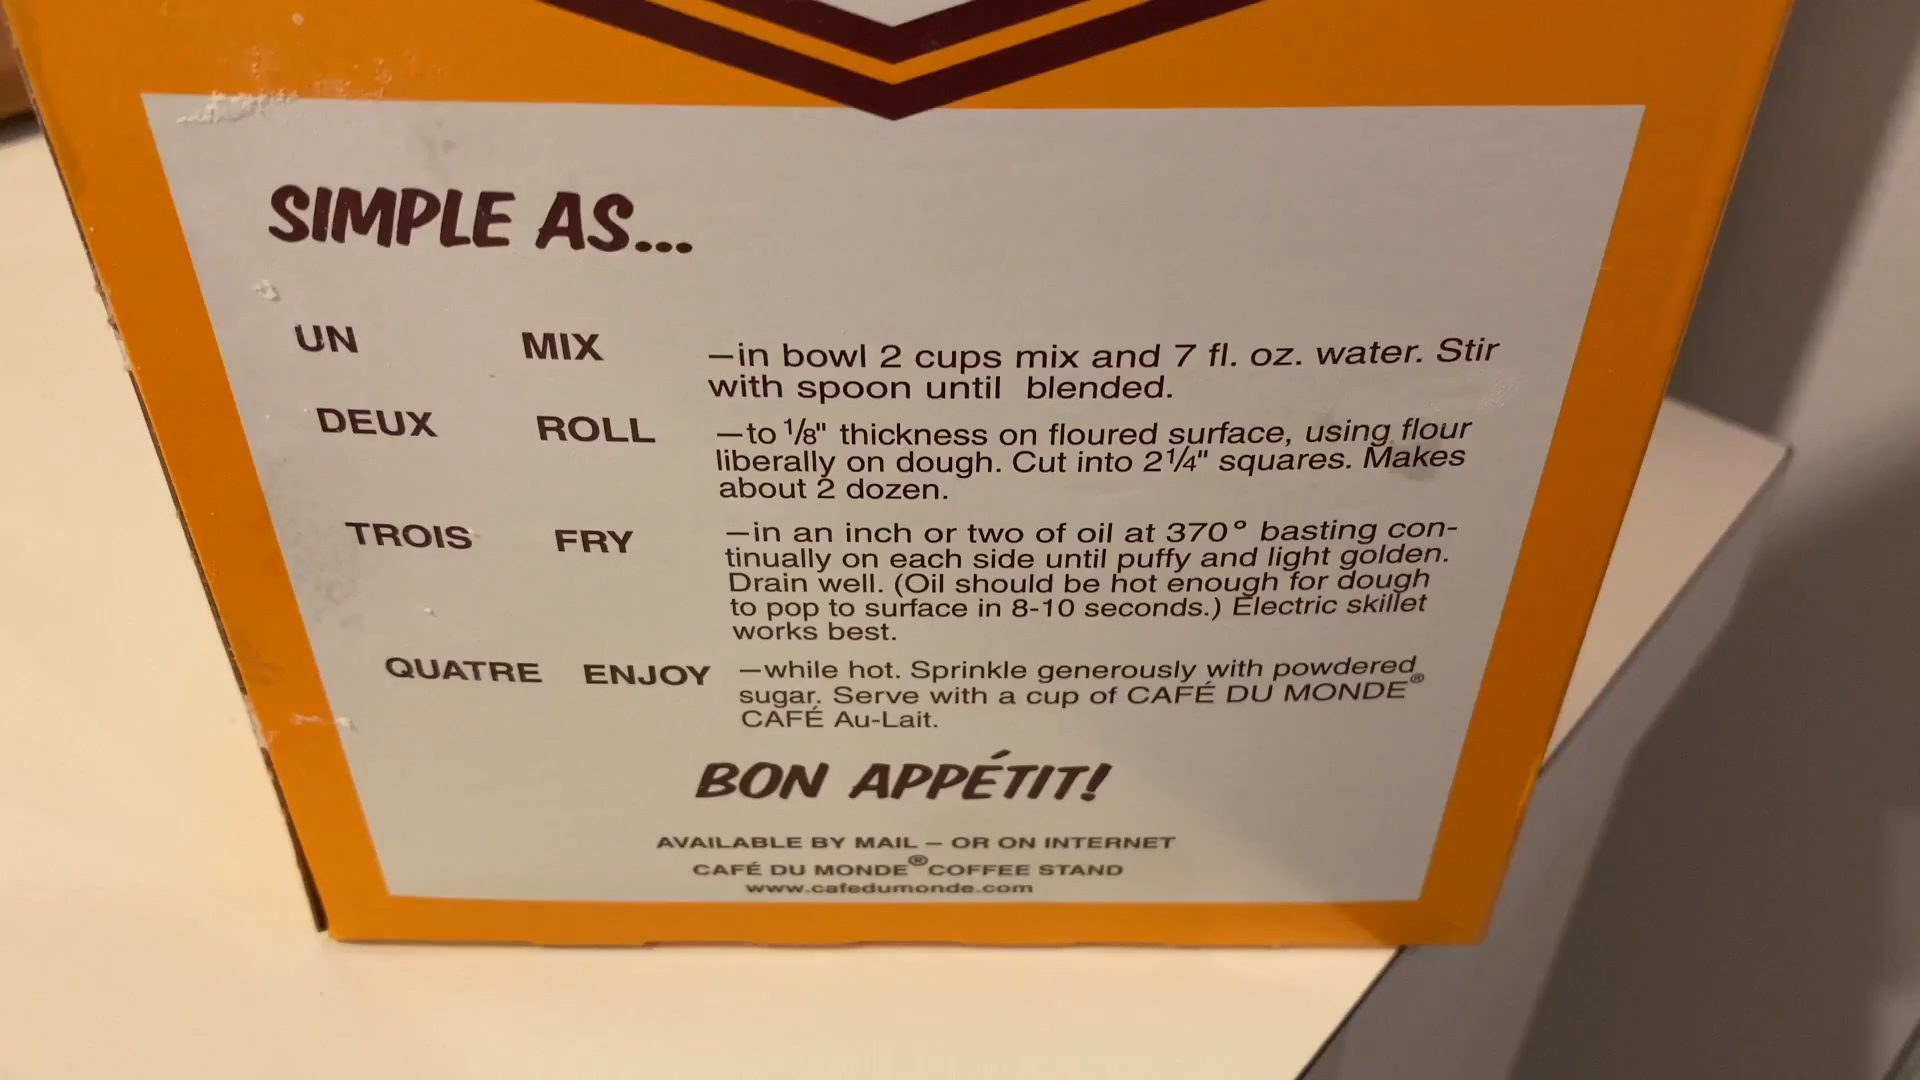 SIMPLE AS...
UN MIX —in bowl 2 cups mix and 7 fl. oz. water. Stir
with spoon until blended.
DEUX ROLL —to 1/8" thickness on floured surface, using flour
liberally on dough. Cut into 2 1/4" squares. Makes
about 2 dozen.
TROIS FRY —in an inch or two of oil at 370° basting con-
tinually on each side until puffy and light golden.
Drain well. (Oil should be hot enough for dough
to pop to surface in 8-10 seconds.) Electric skillet
works best.
QUATRE ENJOY —while hot. Sprinkle generously with powdered
sugar. Serve with a cup of CAFÉ DU MONDE®
CAFÉ Au-Lait.
BON APPÉTIT!
AVAILABLE BY MAIL — OR ON INTERNET
CAFÉ DU MONDE® COFFEE STAND
www.cafedumonde.com